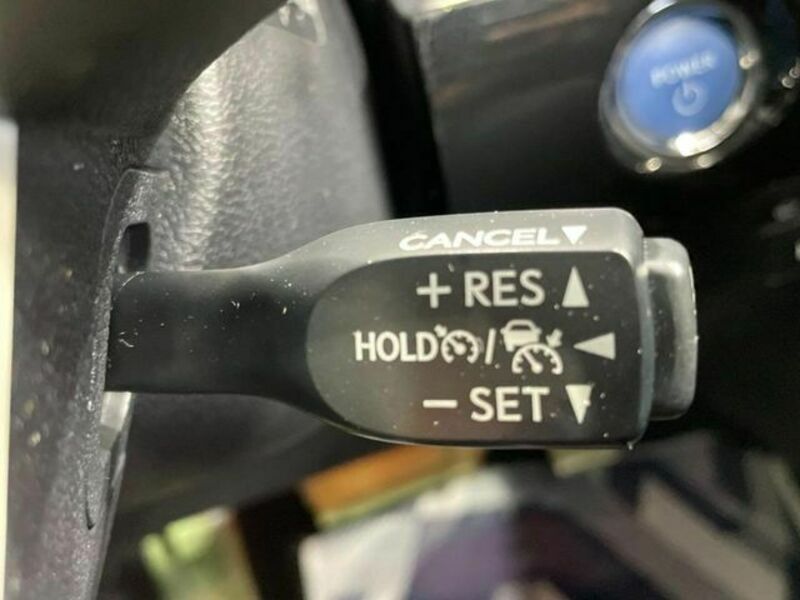 POWER
CANCEL▼
+ RES ▲
HOLD / ◀
− SET ▼